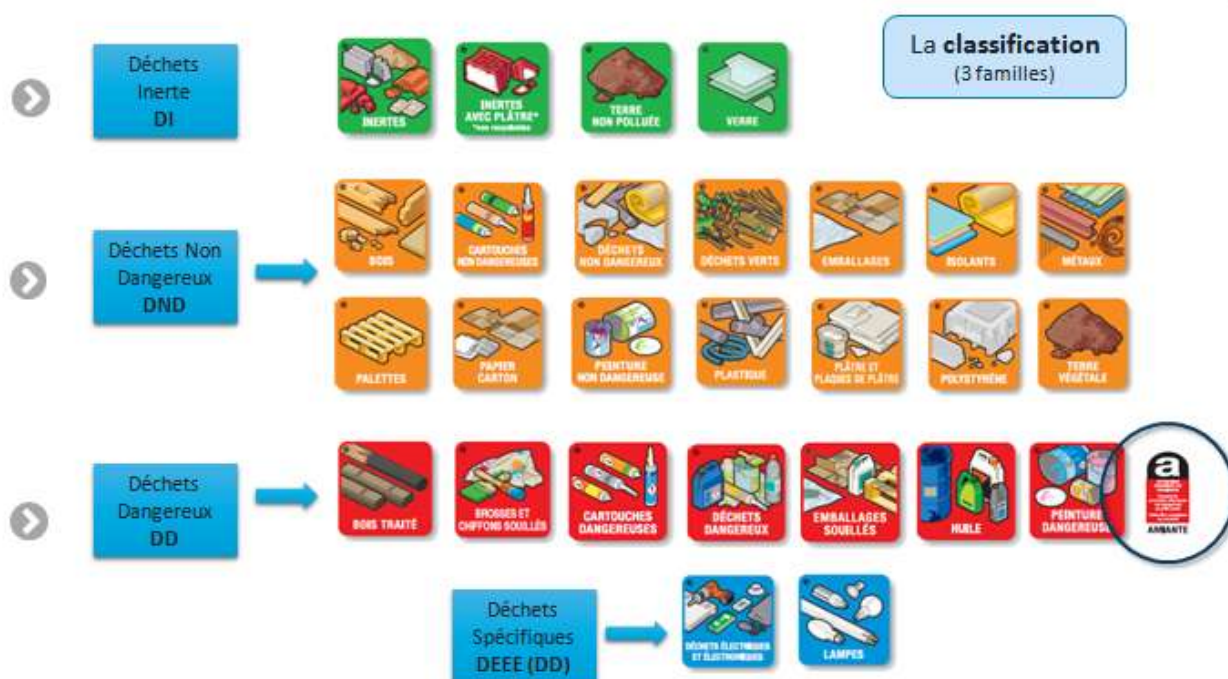 La classification
(3 familles)
Déchets
Inerte
DI
INERTES
INERTES
AVEC PLÂTRE*
*non recyclables
TERRE
NON POLLUÉE
VERRE
Déchets Non
Dangereux
DND
BOIS
CARTOUCHES
NON DANGEREUSES
DÉCHETS
NON DANGEREUX
DÉCHETS VERTS
EMBALLAGES
ISOLANTS
MÉTAUX
PALETTES
PAPIER
CARTON
PEINTURE
NON DANGEREUSE
PLASTIQUE
PLÂTRE ET
PLAQUES DE PLÂTRE
POLYSTYRÈNE
TERRE
VÉGÉTALE
Déchets
Dangereux
DD
BOIS TRAITÉ
BROSSES ET
CHIFFONS SOUILLÉS
CARTOUCHES
DANGEREUSES
DÉCHETS
DANGEREUX
EMBALLAGES
SOUILLÉS
HUILE
PEINTURE
DANGEREUSE
a
AMIANTE
Déchets
Spécifiques
DEEE (DD)
DÉCHETS ÉLECTRIQUES
ET ÉLECTRONIQUES
LAMPES